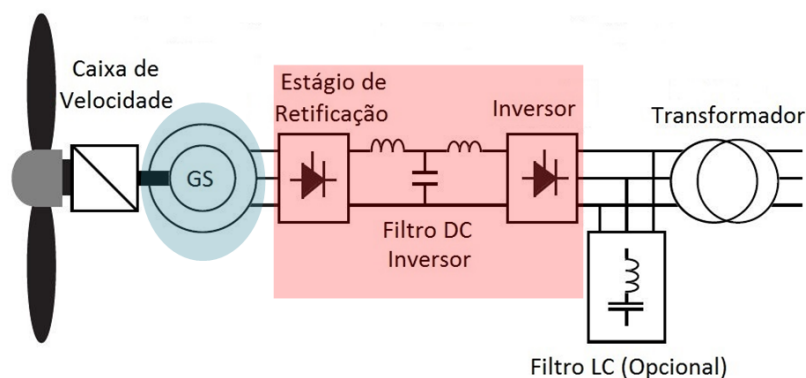 Caixa de
Velocidade
GS
Estágio de
Retificação
Filtro DC
Inversor
Inversor
Transformador
Filtro LC (Opcional)